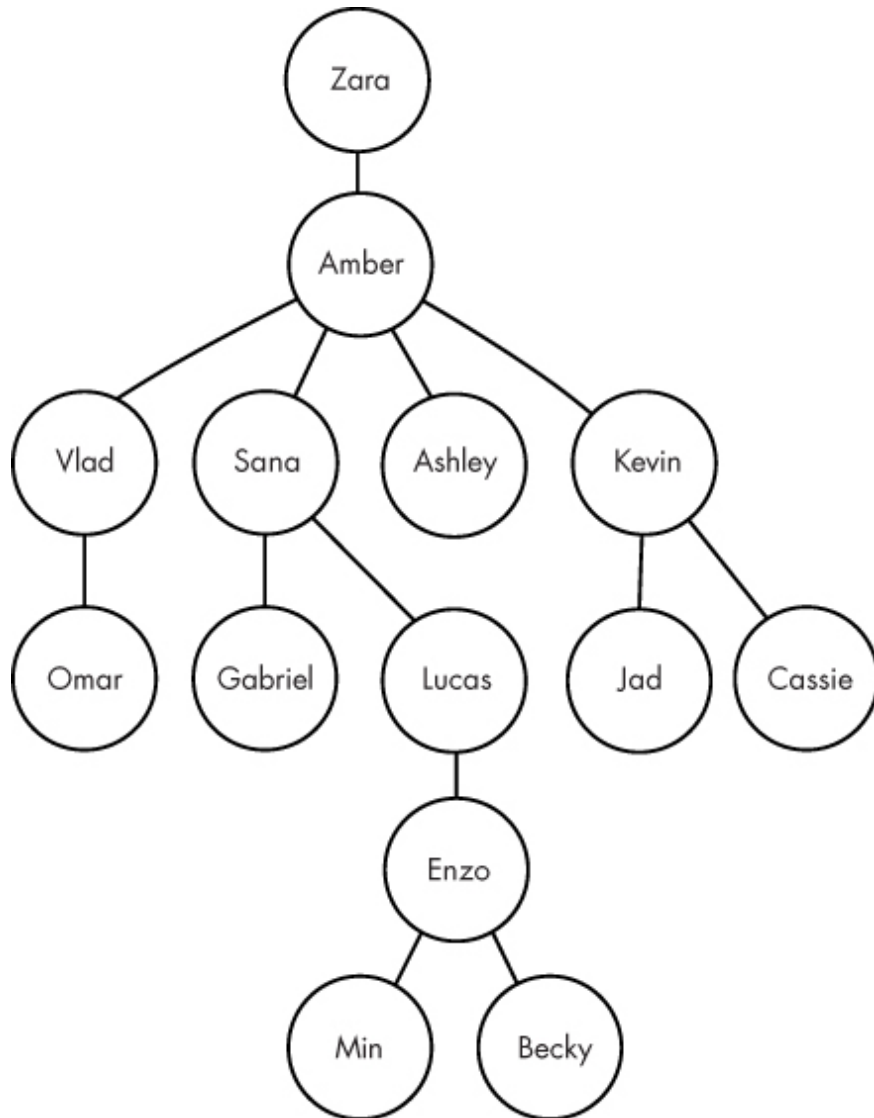 Zara
Amber
Vlad
Sana
Ashley
Kevin
Omar
Gabriel
Lucas
Jad
Cassie
Enzo
Min
Becky